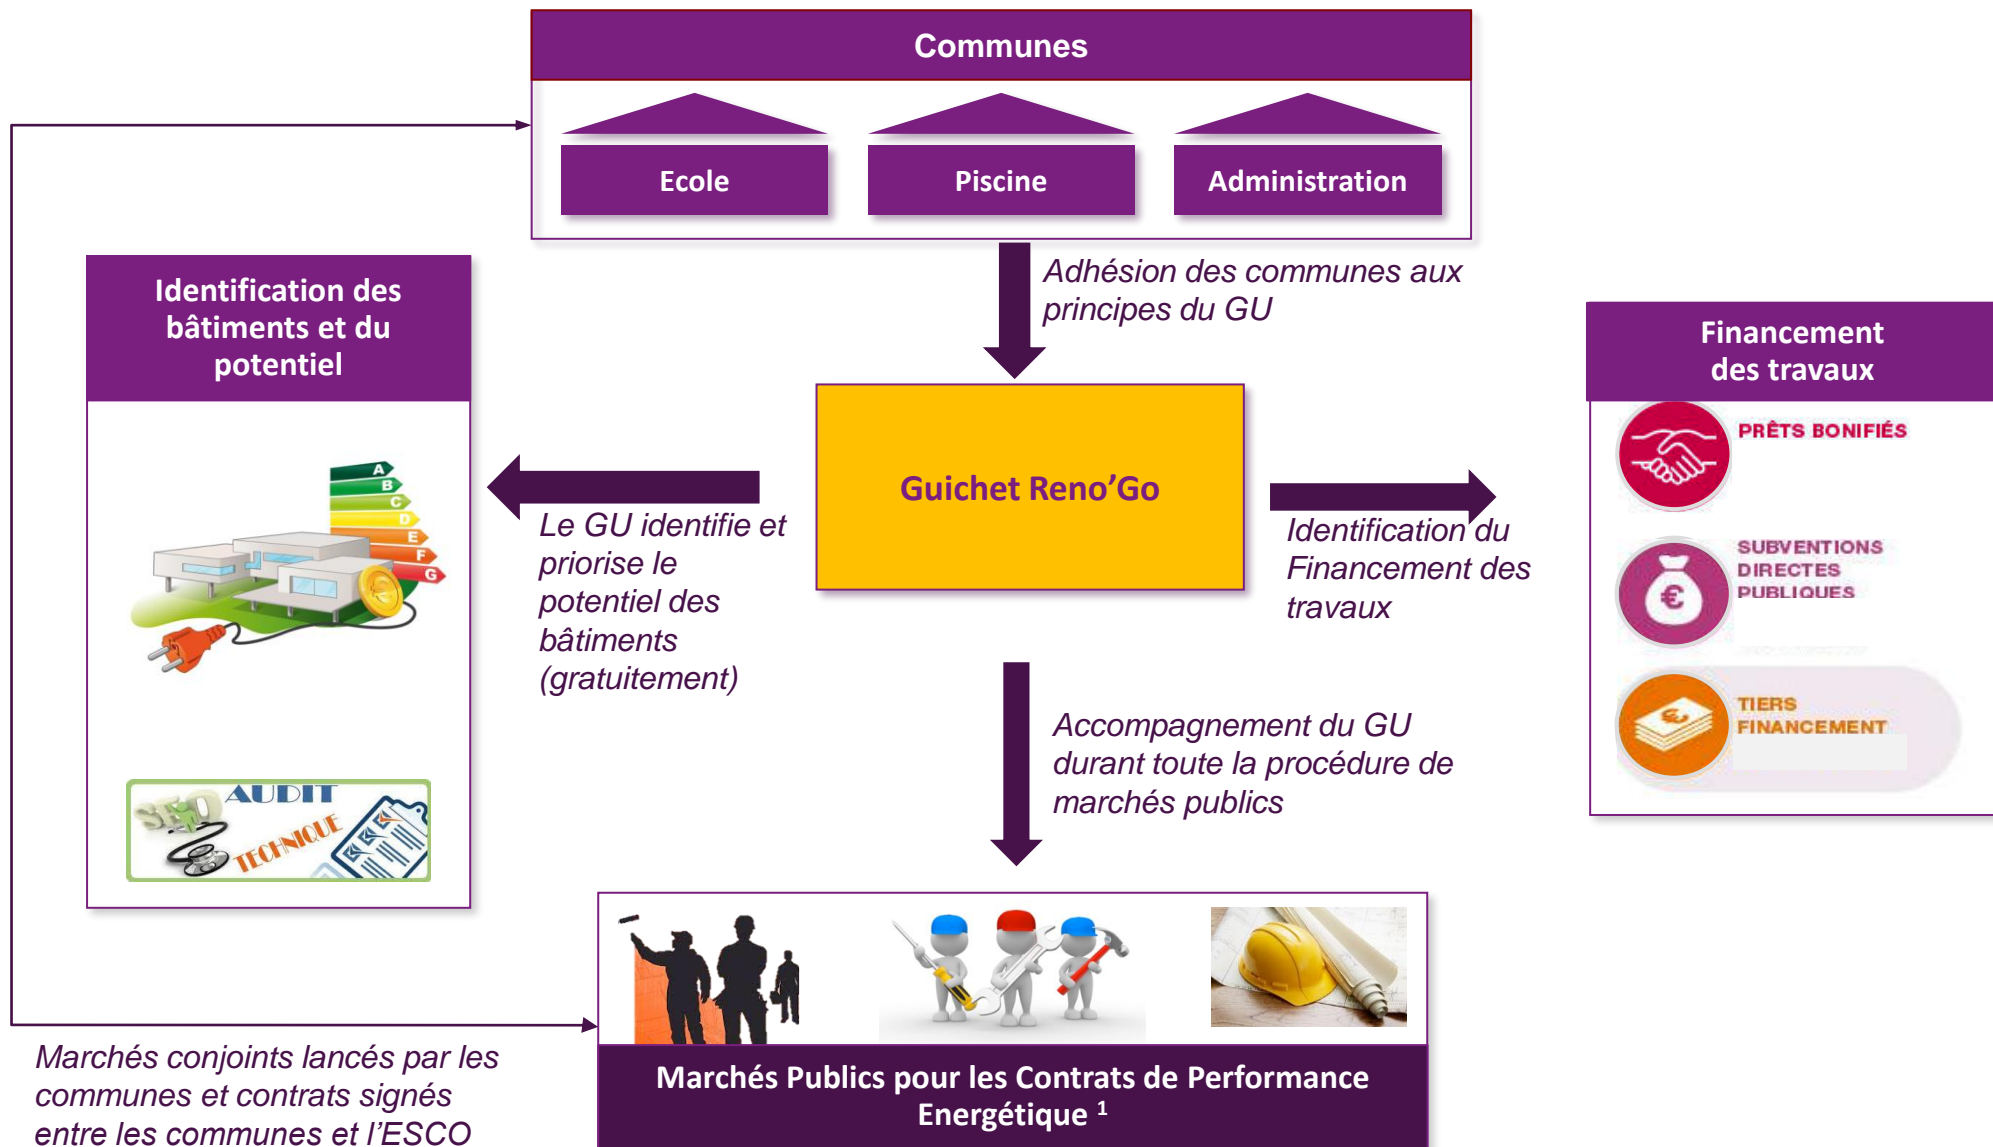 Communes
Ecole
Piscine
Administration
Adhésion des communes aux
principes du GU
Identification des
bâtiments et du
potentiel
A
B
C
D
E
F
G
SEO
AUDIT
TECHNIQUE
Le GU identifie et
priorise le
potentiel des
bâtiments
(gratuitement)
Guichet Reno’Go
Identification du
Financement des
travaux
Financement
des travaux
PRÊTS BONIFIÉS
SUBVENTIONS
DIRECTES
PUBLIQUES
€
TIERS
FINANCEMENT
€
Accompagnement du GU
durant toute la procédure de
marchés publics
Marchés Publics pour les Contrats de Performance
Energétique ¹
Marchés conjoints lancés par les
communes et contrats signés
entre les communes et l’ESCO